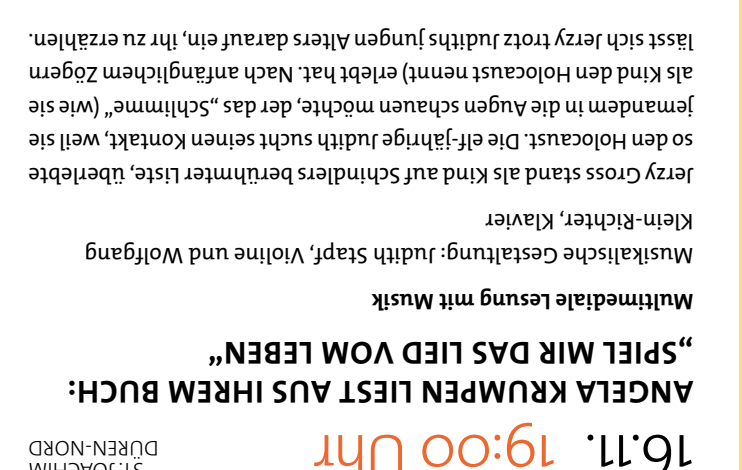 16.11. 19:00 Uhr
ST. JOACHIM
DÜREN-NORD
ANGELA KRUMPEN LIEST AUS IHREM BUCH:
“SPIEL MIR DAS LIED VOM LEBEN”
Multimediale Lesung mit Musik
Musikalische Gestaltung: Judith Stapf, Violine und Wolfgang
Klein-Richter, Klavier
Jerzy Gross stand als Kind auf Schindlers berühmter Liste, überlebte
so den Holocaust. Die elf-jährige Judith sucht seinen Kontakt, weil sie
jemandem in die Augen schauen möchte, der das “Schlimme” (wie sie
als Kind den Holocaust nennt) erlebt hat. Nach anfänglichem Zögern
lässt sich Jerzy trotz Judiths jungen Alters darauf ein, ihr zu erzählen.